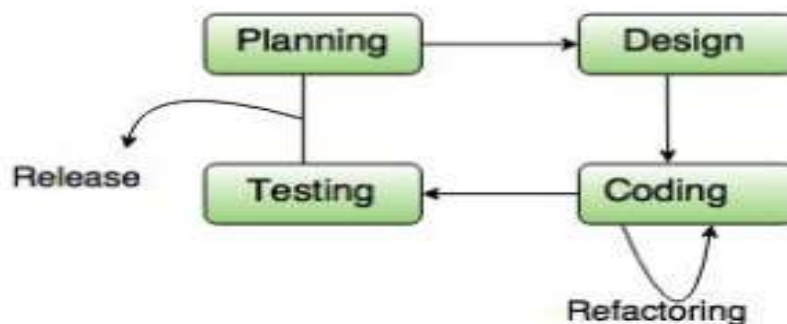 Planning
Design
Release
Testing
Coding
Refactoring